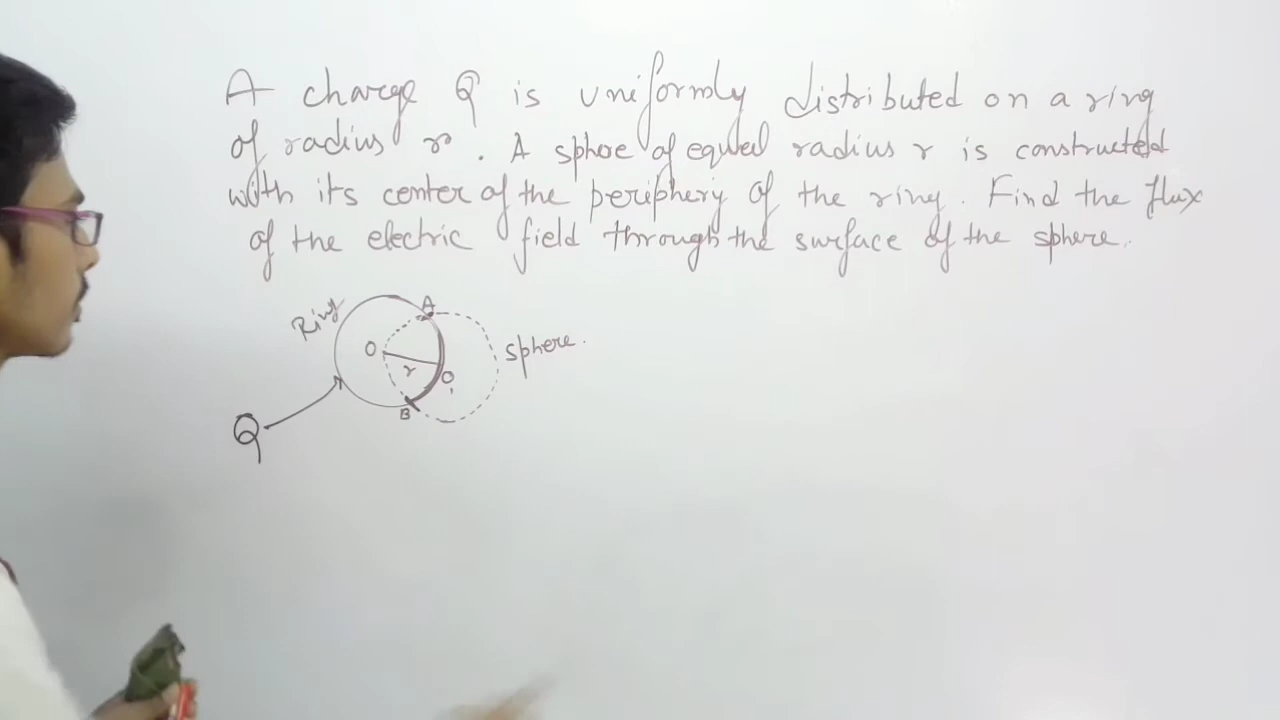 A charge Q is uniformly distributed on a ring
of radius r. A sphere of equal radius r is constructed
with its center of the periphery of the ring. Find the flux
of the electric field through the surface of the sphere.
Ring
A
O
r
O
B
sphere.
Q